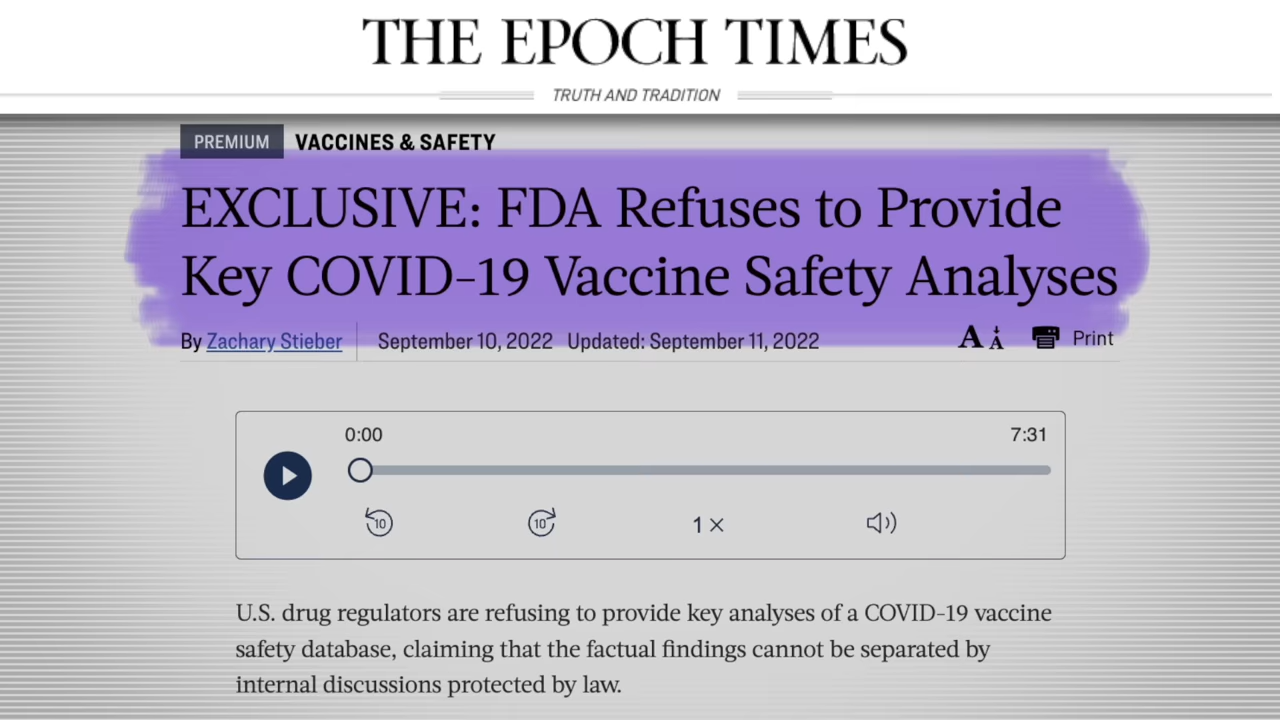 THE EPOCH TIMES
TRUTH AND TRADITION
PREMIUM VACCINES & SAFETY
EXCLUSIVE: FDA Refuses to Provide
Key COVID-19 Vaccine Safety Analyses
By Zachary Stieber September 10, 2022 Updated: September 11, 2022 A A Print
0:00 7:31
10 10 1 ×
U.S. drug regulators are refusing to provide key analyses of a COVID-19 vaccine
safety database, claiming that the factual findings cannot be separated by
internal discussions protected by law.